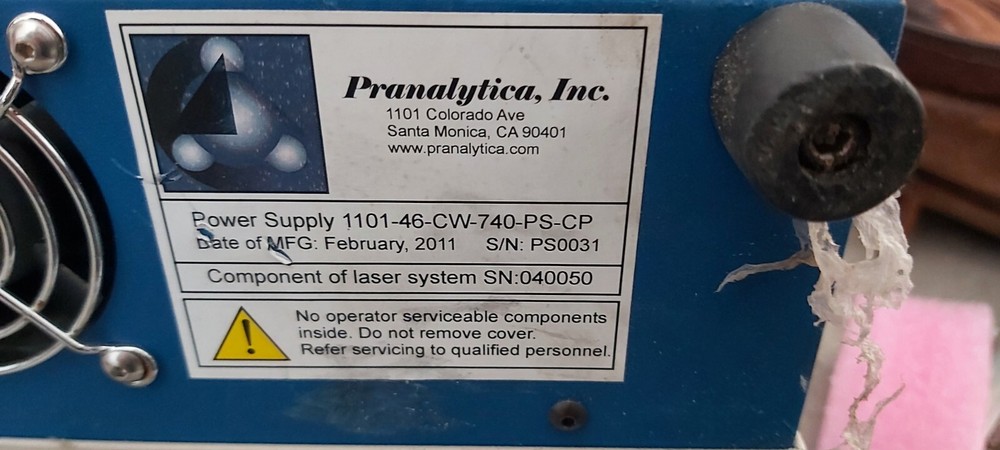 Pranalytica, Inc.
1101 Colorado Ave
Santa Monica, CA 90401
www.pranalytica.com
Power Supply 1101-46-CW-740-PS-CP
Date of MFG: February, 2011 S/N: PS0031
Component of laser system SN:040050
No operator serviceable components
inside. Do not remove cover.
Refer servicing to qualified personnel.